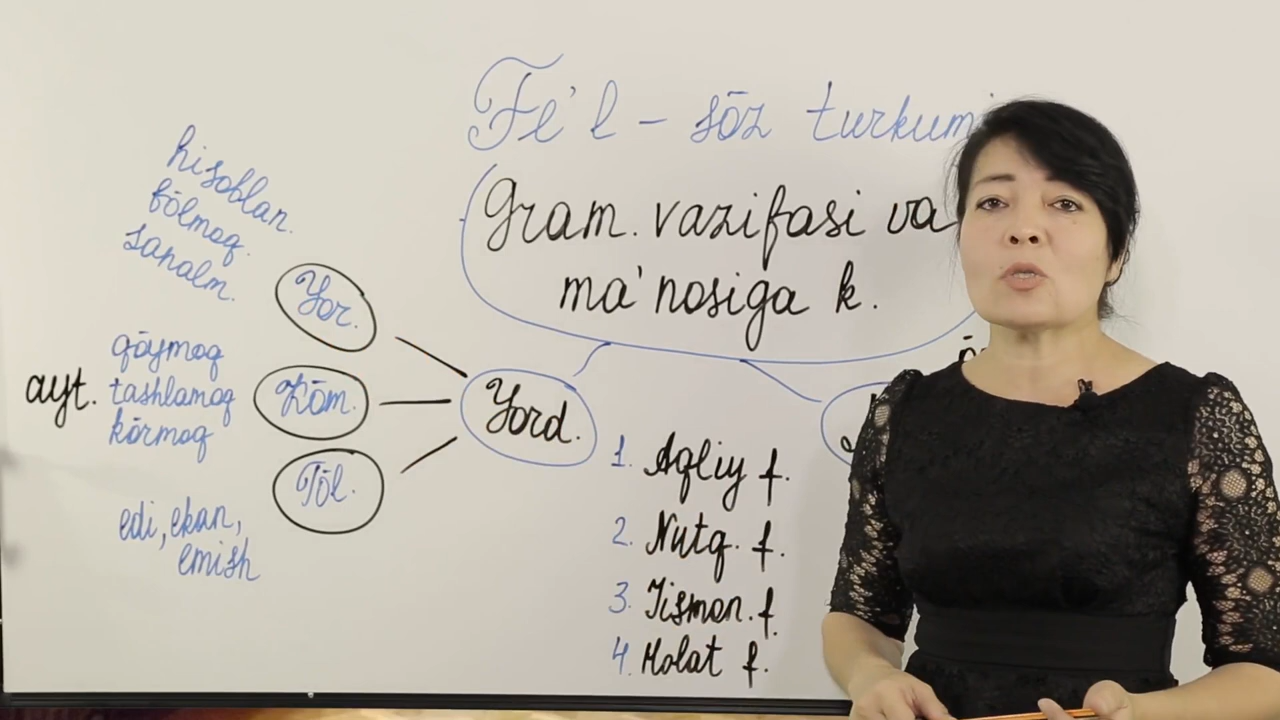 Fe'l - sōz turkumi
Gram. vazifasi va
ma'nosiga k.
hisoblan.
bōlmoq.
sanalm.
Yor.
qōymoq
ayt. tashlamoq
kōrmoq
Kōm.
Tōl.
edi, ekan,
emish
Yord.
1. Aqliy f.
2. Nutq. f.
3. Jismon. f.
4. Holat f.